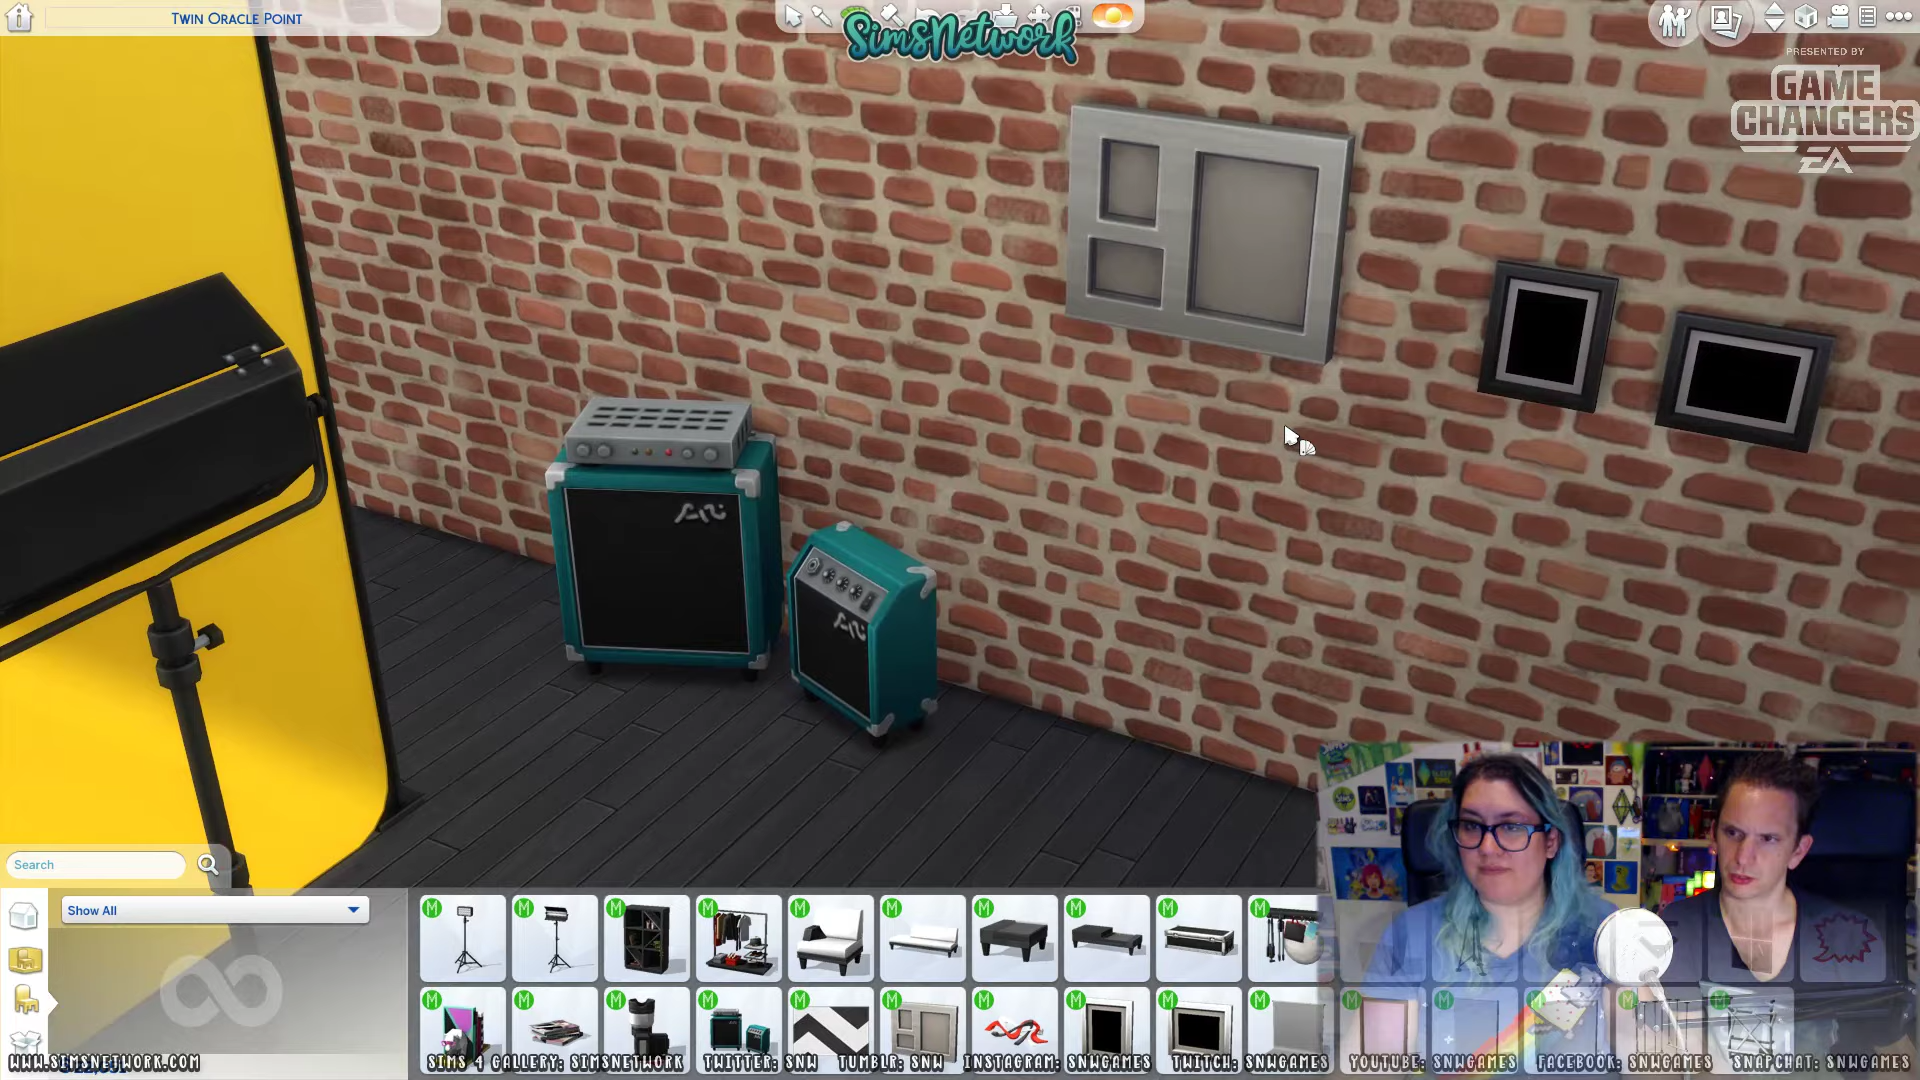 Twin Oracle Point
SimsNetwork
PRESENTED BY
GAME
CHANGERS
EA
Search
Show All
M M M M M M M M M M
M M M M M M M M M M M M M M M
WWW.SIMSNETWORK.COM
SIMS 4 GALLERY: SIMSNETWORK TWITTER: SNW TUMBLR: SNW INSTAGRAM: SNWGAMES TWITCH: SNWGAMES YOUTUBE: SNWGAMES FACEBOOK: SNWGAMES SNAPCHAT: SNWGAMES